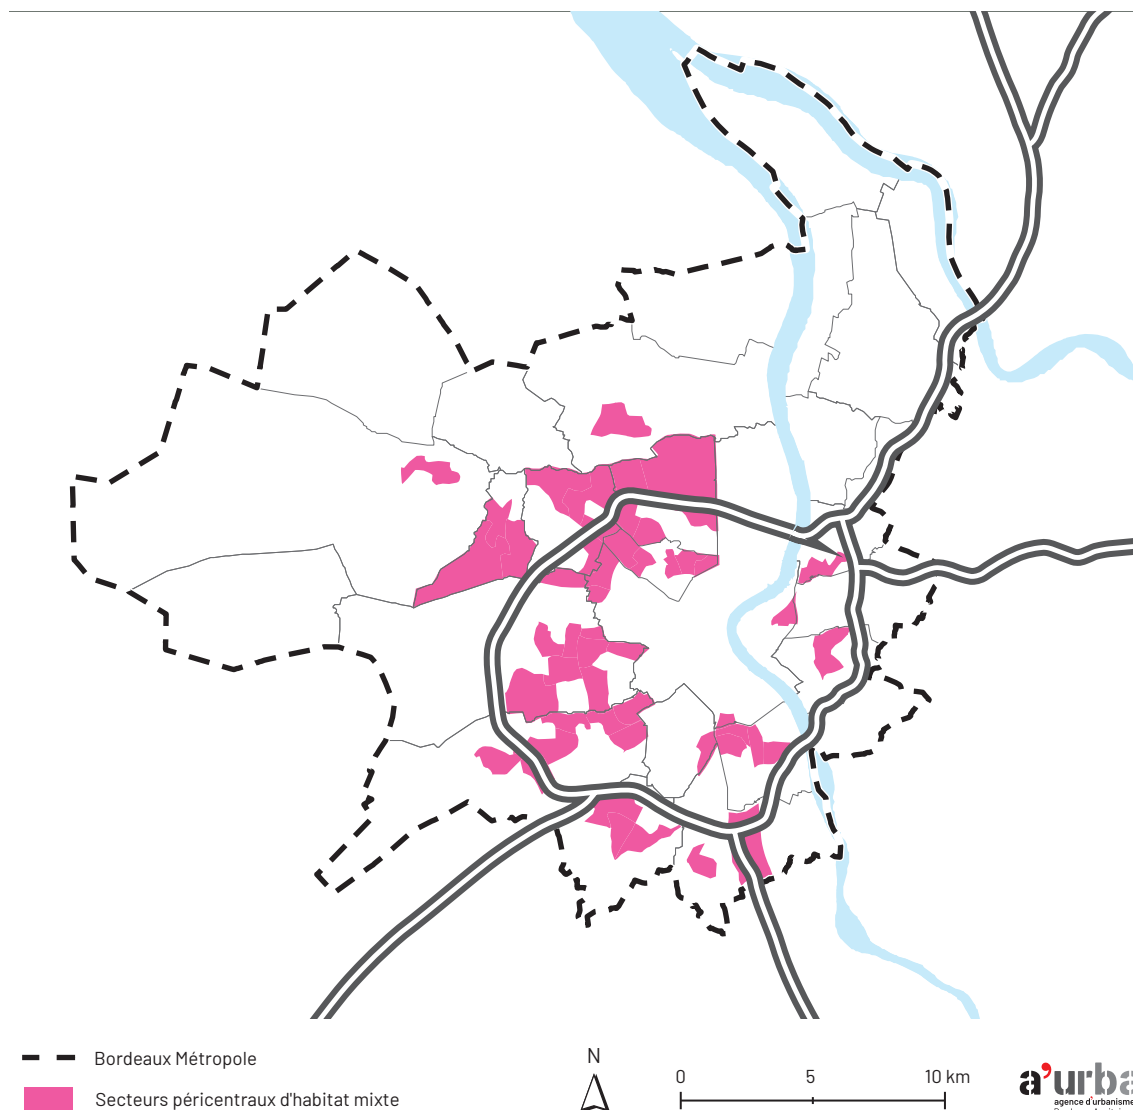 Bordeaux Métropole
Secteurs péricentraux d'habitat mixte
N
0 5 10 km
a'urba
agence d'urbanisme